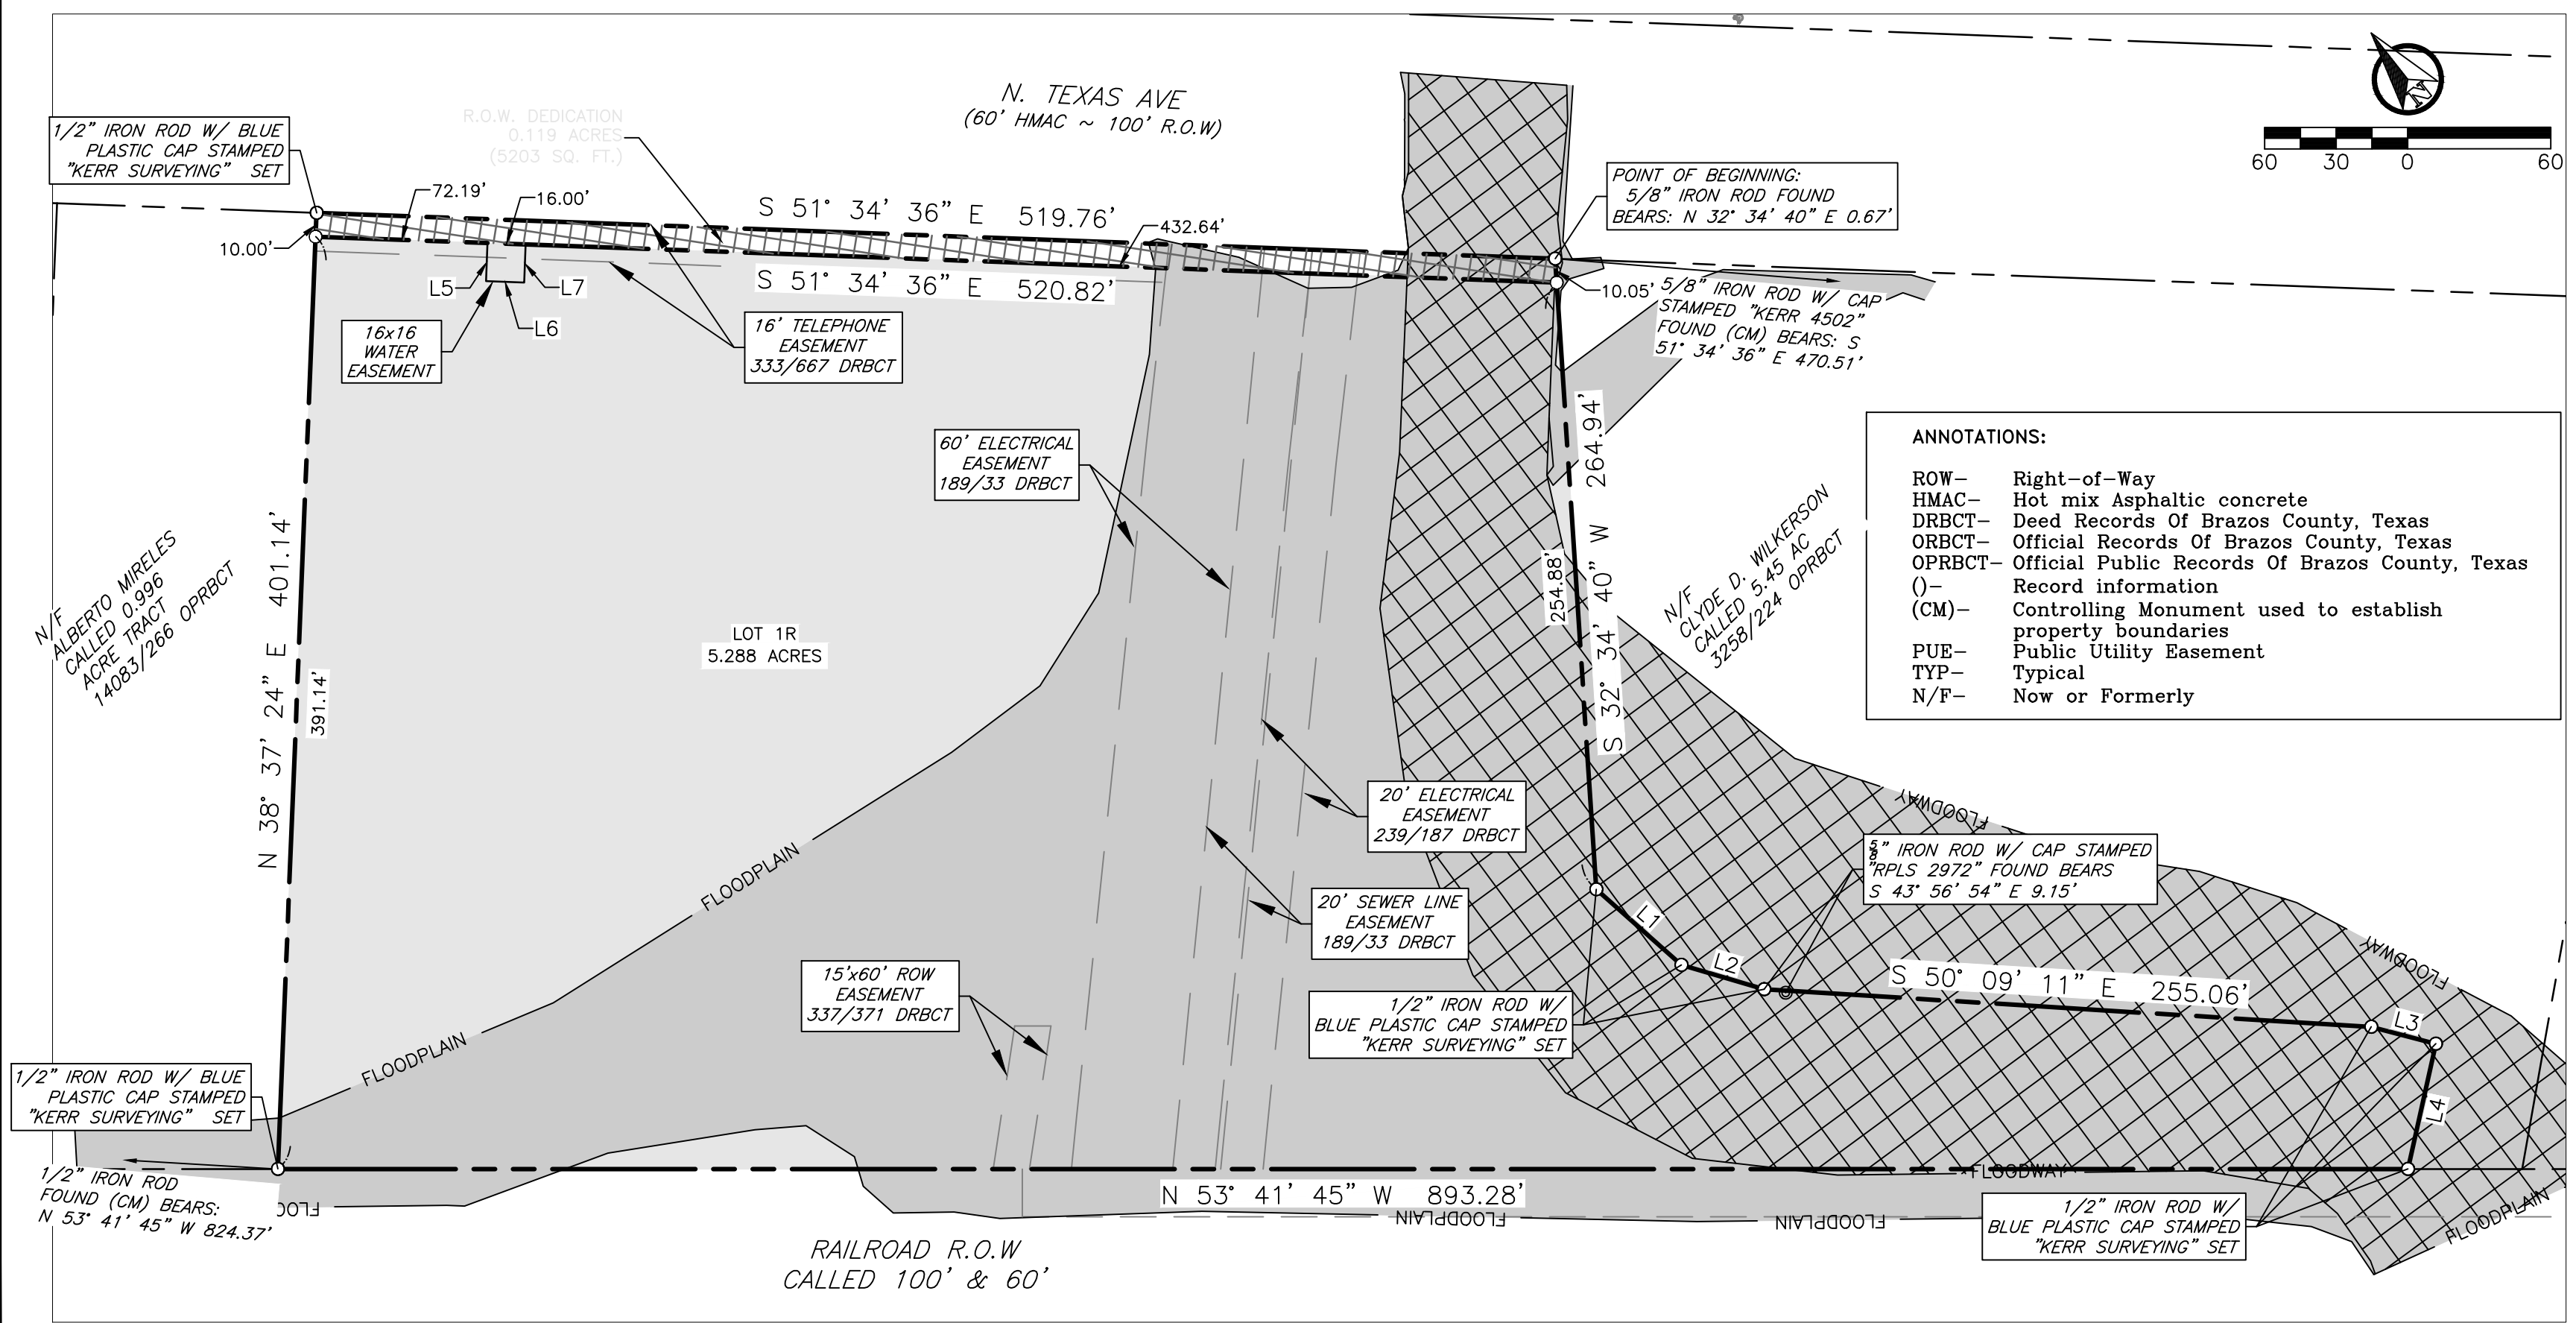 N. TEXAS AVE
(60' HMAC ~ 100' R.O.W)
R.O.W. DEDICATION
0.119 ACRES
(5203 SQ. FT.)
1/2" IRON ROD W/ BLUE
PLASTIC CAP STAMPED
"KERR SURVEYING" SET
N
60 30 0 60
POINT OF BEGINNING:
5/8" IRON ROD FOUND
BEARS: N 32° 34' 40" E 0.67'
72.19'
16.00'
S 51° 34' 36" E 519.76'
432.64'
10.00'
S 51° 34' 36" E 520.82'
10.05'
L5
L7
L6
16x16
WATER
EASEMENT
16' TELEPHONE
EASEMENT
333/667 DRBCT
5/8" IRON ROD W/ CAP
STAMPED "KERR 4502"
FOUND (CM) BEARS: S
51° 34' 36" E 470.51'
60' ELECTRICAL
EASEMENT
189/33 DRBCT
ANNOTATIONS:
ROW- Right-of-Way
HMAC- Hot mix Asphaltic concrete
DRBCT- Deed Records Of Brazos County, Texas
ORBCT- Official Records Of Brazos County, Texas
OPRBCT- Official Public Records Of Brazos County, Texas
()- Record information
(CM)- Controlling Monument used to establish
property boundaries
PUE- Public Utility Easement
TYP- Typical
N/F- Now or Formerly
N/F
ALBERTO MIRELES
CALLED 0.996
ACRE TRACT
14083/266 OPRBCT
N 38° 37' 24" E 401.14'
391.14'
LOT 1R
5.288 ACRES
254.88'
S 32° 34' 40" W 264.94'
N/F
CLYDE D. WILKERSON
CALLED 5.45 AC
3258/224 OPRBCT
20' ELECTRICAL
EASEMENT
239/187 DRBCT
FLOODWAY
5/8" IRON ROD W/ CAP STAMPED
"RPLS 2972" FOUND BEARS
S 43° 56' 54" E 9.15'
FLOODPLAIN
20' SEWER LINE
EASEMENT
189/33 DRBCT
L1
L2
S 50° 09' 11" E 255.06'
FLOODWAY
L3
L4
15'x60' ROW
EASEMENT
337/371 DRBCT
1/2" IRON ROD W/
BLUE PLASTIC CAP STAMPED
"KERR SURVEYING" SET
FLOODPLAIN
1/2" IRON ROD W/ BLUE
PLASTIC CAP STAMPED
"KERR SURVEYING" SET
1/2" IRON ROD
FOUND (CM) BEARS:
N 53° 41' 45" W 824.37'
FLOODWAY
N 53° 41' 45" W 893.28'
FLOODPLAIN
FLOODPLAIN
1/2" IRON ROD W/
BLUE PLASTIC CAP STAMPED
"KERR SURVEYING" SET
FLOODPLAIN
RAILROAD R.O.W
CALLED 100' & 60'